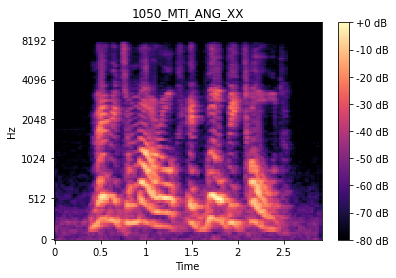 1050_MTI_ANG_XX
8192
4096
2048
1024
512
0
Hz
0
0.5
1
1.5
2
2.5
Time
+0 dB
-10 dB
-20 dB
-30 dB
-40 dB
-50 dB
-60 dB
-70 dB
-80 dB